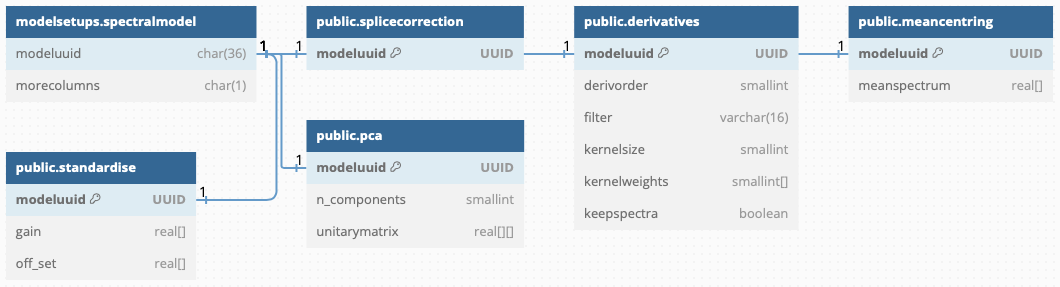 modelsetups.spectralmodel
modeluuid char(36)
morecolumns char(1)
1
public.standardise
modeluuid UUID
1
gain real[]
off_set real[]
public.splicecorrection
1
modeluuid UUID
public.pca
1
modeluuid UUID
n_components smallint
unitarymatrix real[][]
public.derivatives
1
modeluuid UUID
derivorder smallint
filter varchar(16)
kernelsize smallint
kernelweights smallint[]
keepspectra boolean
public.meancentring
1
modeluuid UUID
meanspectrum real[]